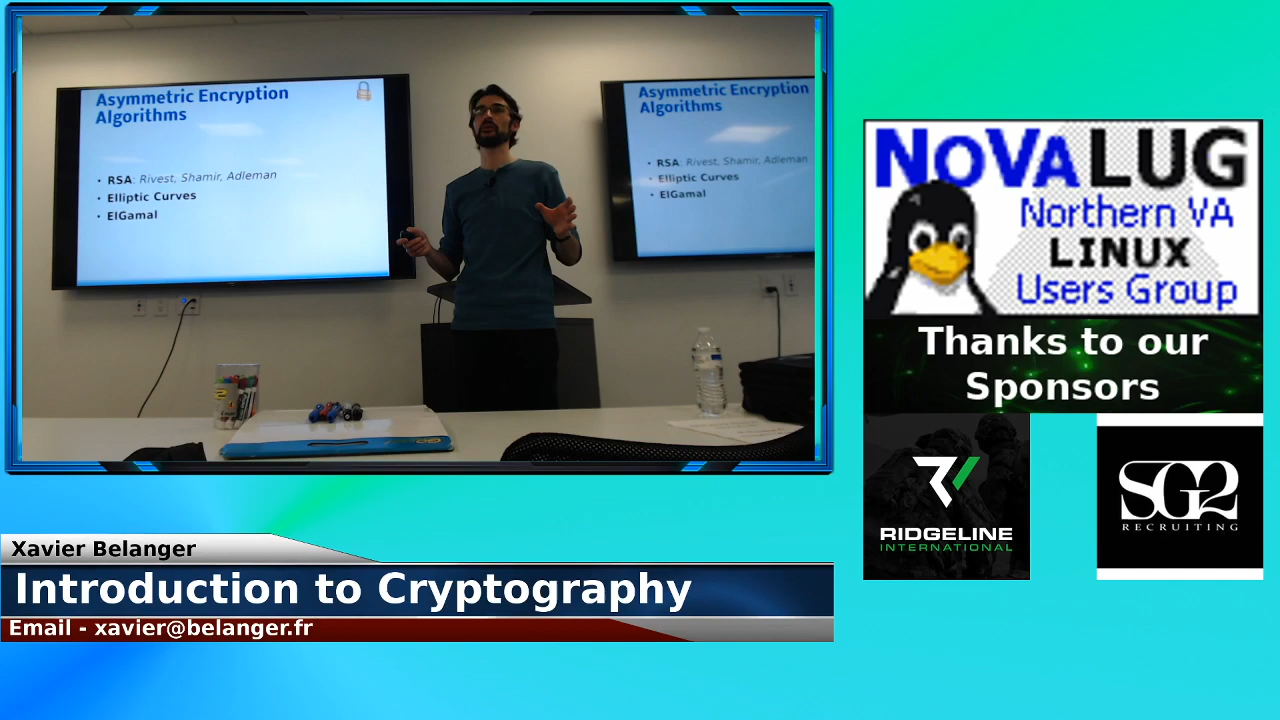 Asymmetric Encryption
Algorithms
• RSA: Rivest, Shamir, Adleman
• Elliptic Curves
• ElGamal
Asymmetric Encryption
Algorithms
• RSA: Rivest, Shamir, Adleman
• Elliptic Curves
• ElGamal
NoVALUG
Northern VA
LINUX
Users Group
Thanks to our
Sponsors
RIDGELINE
INTERNATIONAL
SG2
RECRUITING
Xavier Belanger
Introduction to Cryptography
Email - xavier@belanger.fr